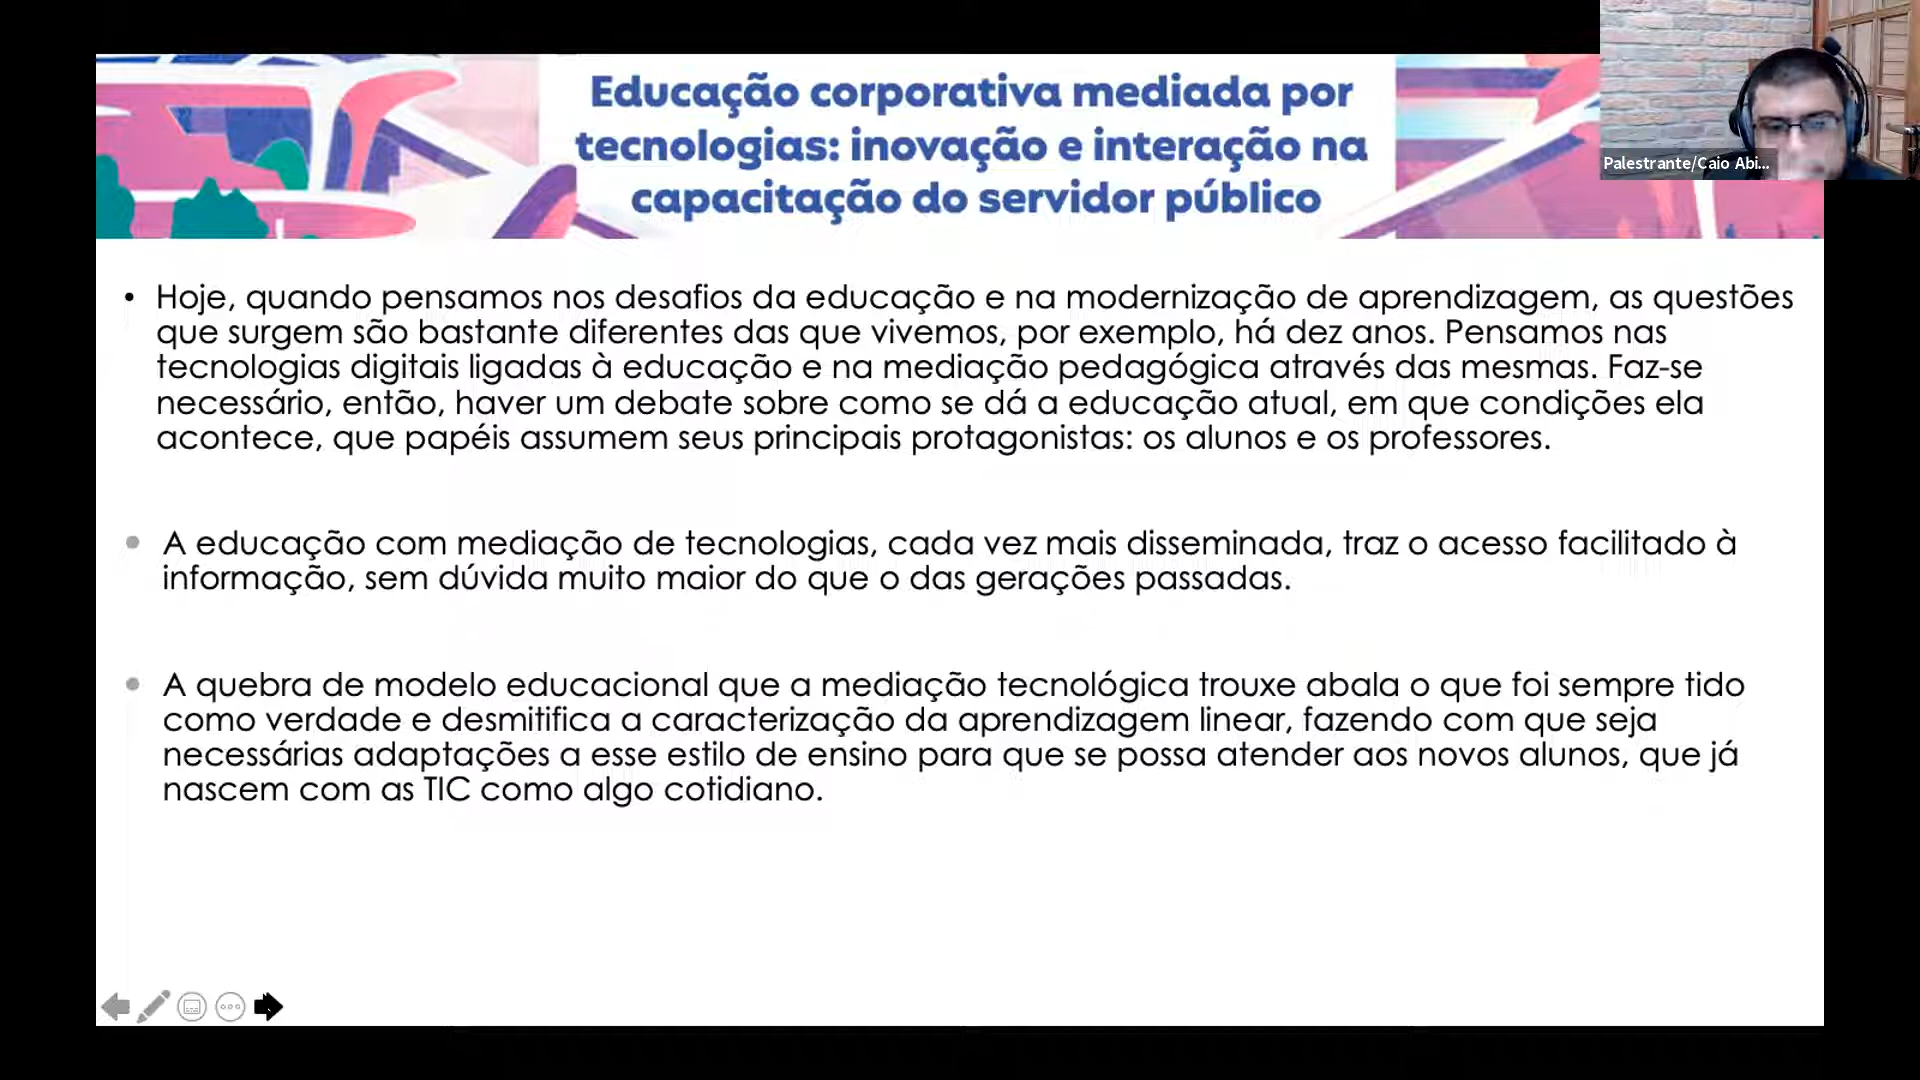 Educação corporativa mediada por
tecnologias: inovação e interação na
capacitação do servidor público
Palestrante/Caio Abi...
• Hoje, quando pensamos nos desafios da educação e na modernização de aprendizagem, as questões
que surgem são bastante diferentes das que vivemos, por exemplo, há dez anos. Pensamos nas
tecnologias digitais ligadas à educação e na mediação pedagógica através das mesmas. Faz-se
necessário, então, haver um debate sobre como se dá a educação atual, em que condições ela
acontece, que papéis assumem seus principais protagonistas: os alunos e os professores.
• A educação com mediação de tecnologias, cada vez mais disseminada, traz o acesso facilitado à
informação, sem dúvida muito maior do que o das gerações passadas.
• A quebra de modelo educacional que a mediação tecnológica trouxe abala o que foi sempre tido
como verdade e desmitifica a caracterização da aprendizagem linear, fazendo com que seja
necessárias adaptações a esse estilo de ensino para que se possa atender aos novos alunos, que já
nascem com as TIC como algo cotidiano.